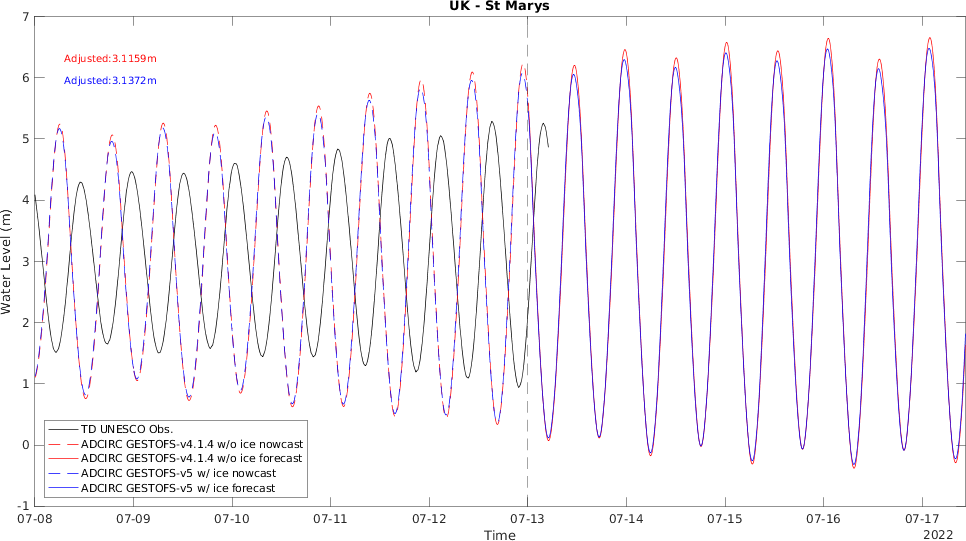 UK - St Marys
7
6
5
4
3
2
1
0
-1
Water Level (m)
Adjusted:3.1159m
Adjusted:3.1372m
TD UNESCO Obs.
ADCIRC GESTOFS-v4.1.4 w/o ice nowcast
ADCIRC GESTOFS-v4.1.4 w/o ice forecast
ADCIRC GESTOFS-v5 w/ ice nowcast
ADCIRC GESTOFS-v5 w/ ice forecast
07-08 07-09 07-10 07-11 07-12 07-13 07-14 07-15 07-16 07-17
Time
2022